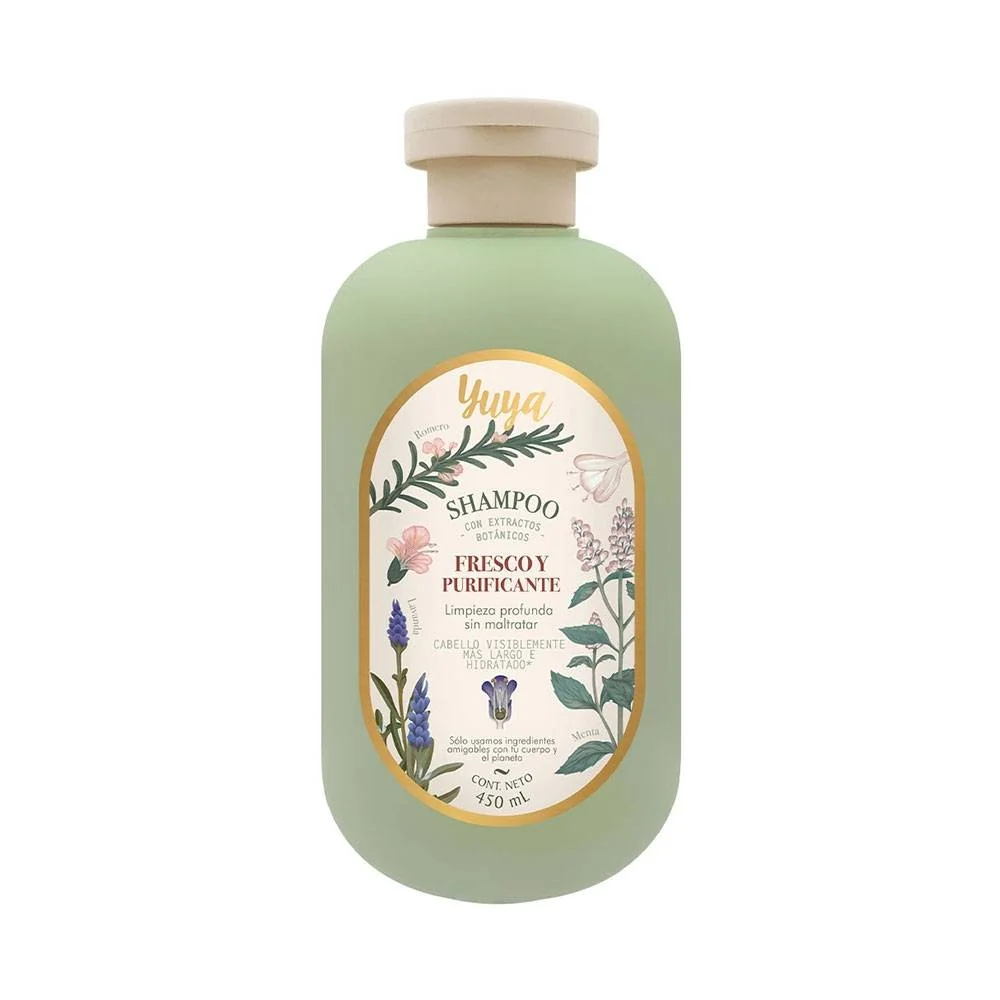 Yuya
Romero
SHAMPOO
CON EXTRACTOS
- BOTÁNICOS -
FRESCO Y
PURIFICANTE
Limpieza profunda
sin maltratar
Lavanda
CABELLO VISIBLEMENTE
MÁS LARGO E
HIDRATADO*
Menta
Sólo usamos ingredientes
amigables con tu cuerpo y
el planeta
~
CONT. NETO
450 mL